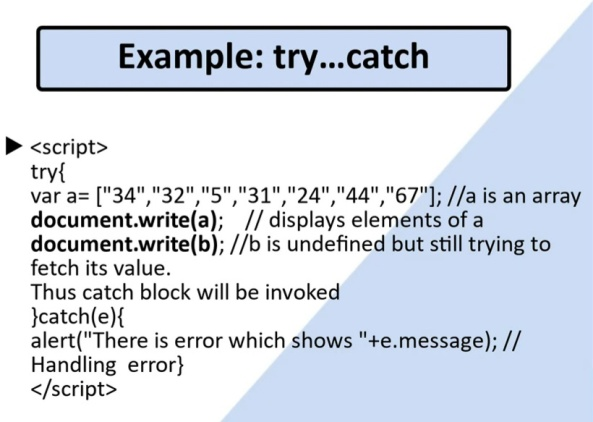 Example: try...catch
<script>
try{
var a= ["34","32","5","31","24","44","67"]; //a is an array
document.write(a);   // displays elements of a
document.write(b); //b is undefined but still trying to
fetch its value.
Thus catch block will be invoked
}catch(e){
alert("There is error which shows "+e.message); //
Handling  error}
</script>